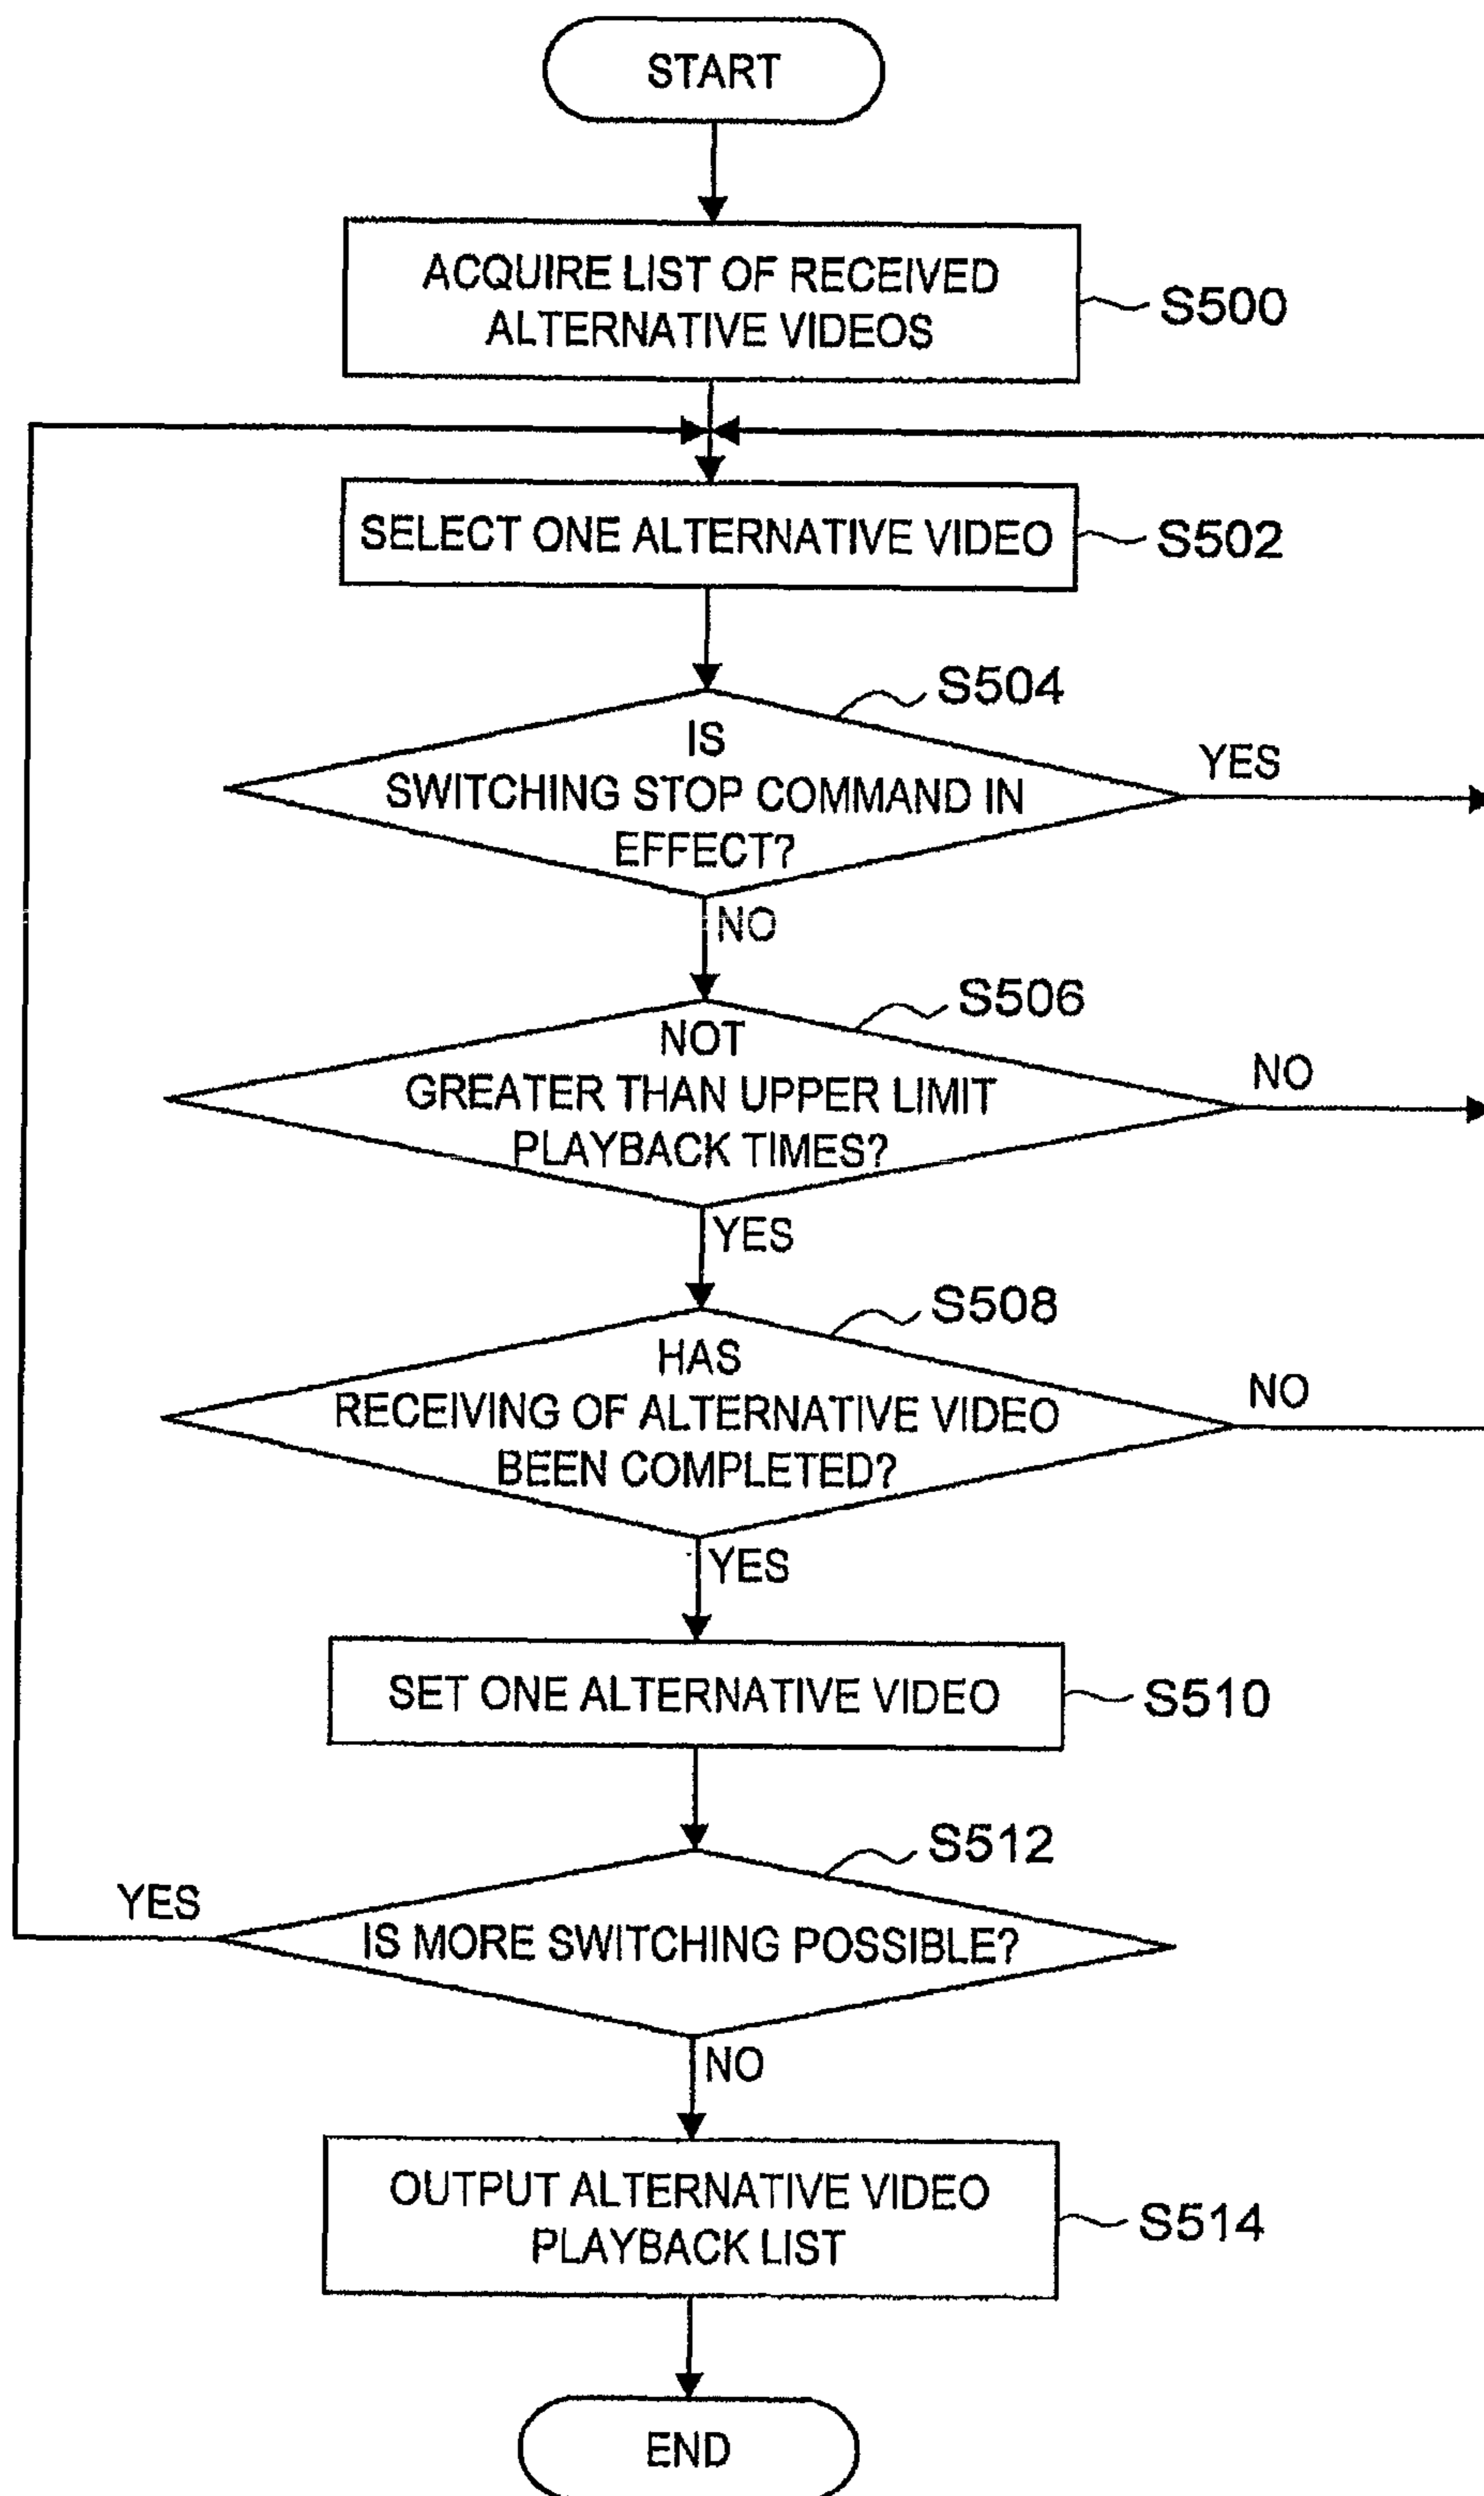 START
ACQUIRE LIST OF RECEIVED
ALTERNATIVE VIDEOS
S500
SELECT ONE ALTERNATIVE VIDEO
S502
S504
IS
SWITCHING STOP COMMAND IN
EFFECT?
YES
NO
S506
NOT
GREATER THAN UPPER LIMIT
PLAYBACK TIMES?
NO
YES
S508
HAS
RECEIVING OF ALTERNATIVE VIDEO
BEEN COMPLETED?
NO
YES
SET ONE ALTERNATIVE VIDEO
S510
S512
YES
IS MORE SWITCHING POSSIBLE?
NO
OUTPUT ALTERNATIVE VIDEO
PLAYBACK LIST
S514
END